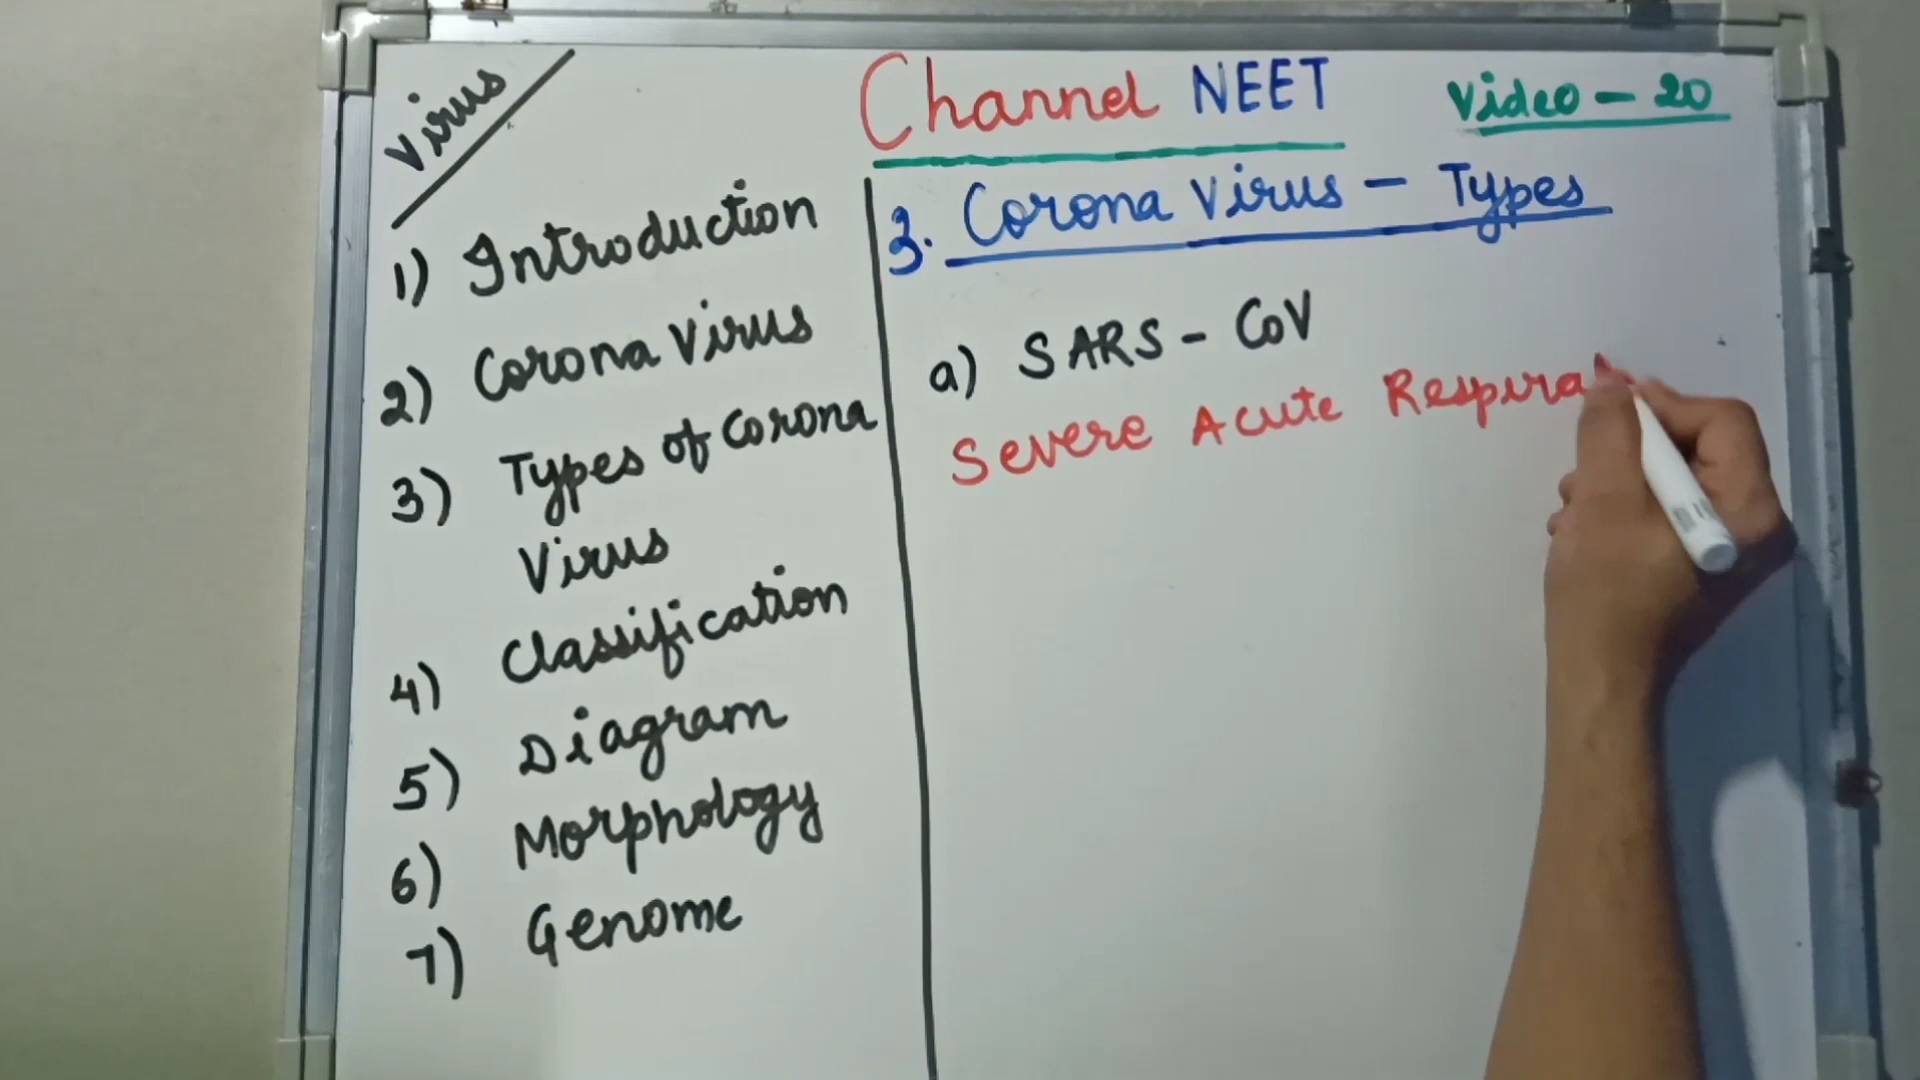 Virus
Channel NEET
Video - 20
1) Introduction
2) Corona Virus
3) Types of Corona
Virus
4) Classification
5) Diagram
6) Morphology
7) Genome
3. Corona Virus - Types
a) SARS - CoV
Severe Acute Respira